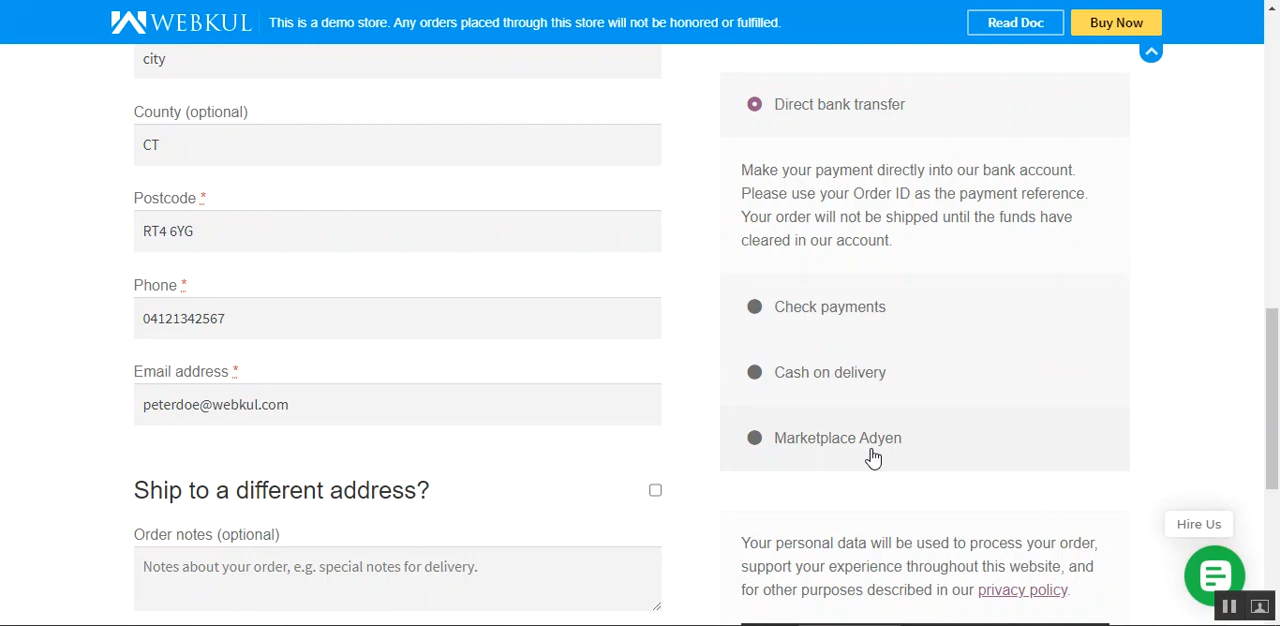 WEBKUL
This is a demo store. Any orders placed through this store will not be honored or fulfilled.
Read Doc
Buy Now
city
County (optional)
CT
Postcode *
RT4 6YG
Phone *
04121342567
Email address *
peterdoe@webkul.com
Ship to a different address?
Order notes (optional)
Notes about your order, e.g. special notes for delivery.
Direct bank transfer
Make your payment directly into our bank account.
Please use your Order ID as the payment reference.
Your order will not be shipped until the funds have
cleared in our account.
Check payments
Cash on delivery
Marketplace Adyen
Your personal data will be used to process your order,
support your experience throughout this website, and
for other purposes described in our privacy policy.
Hire Us